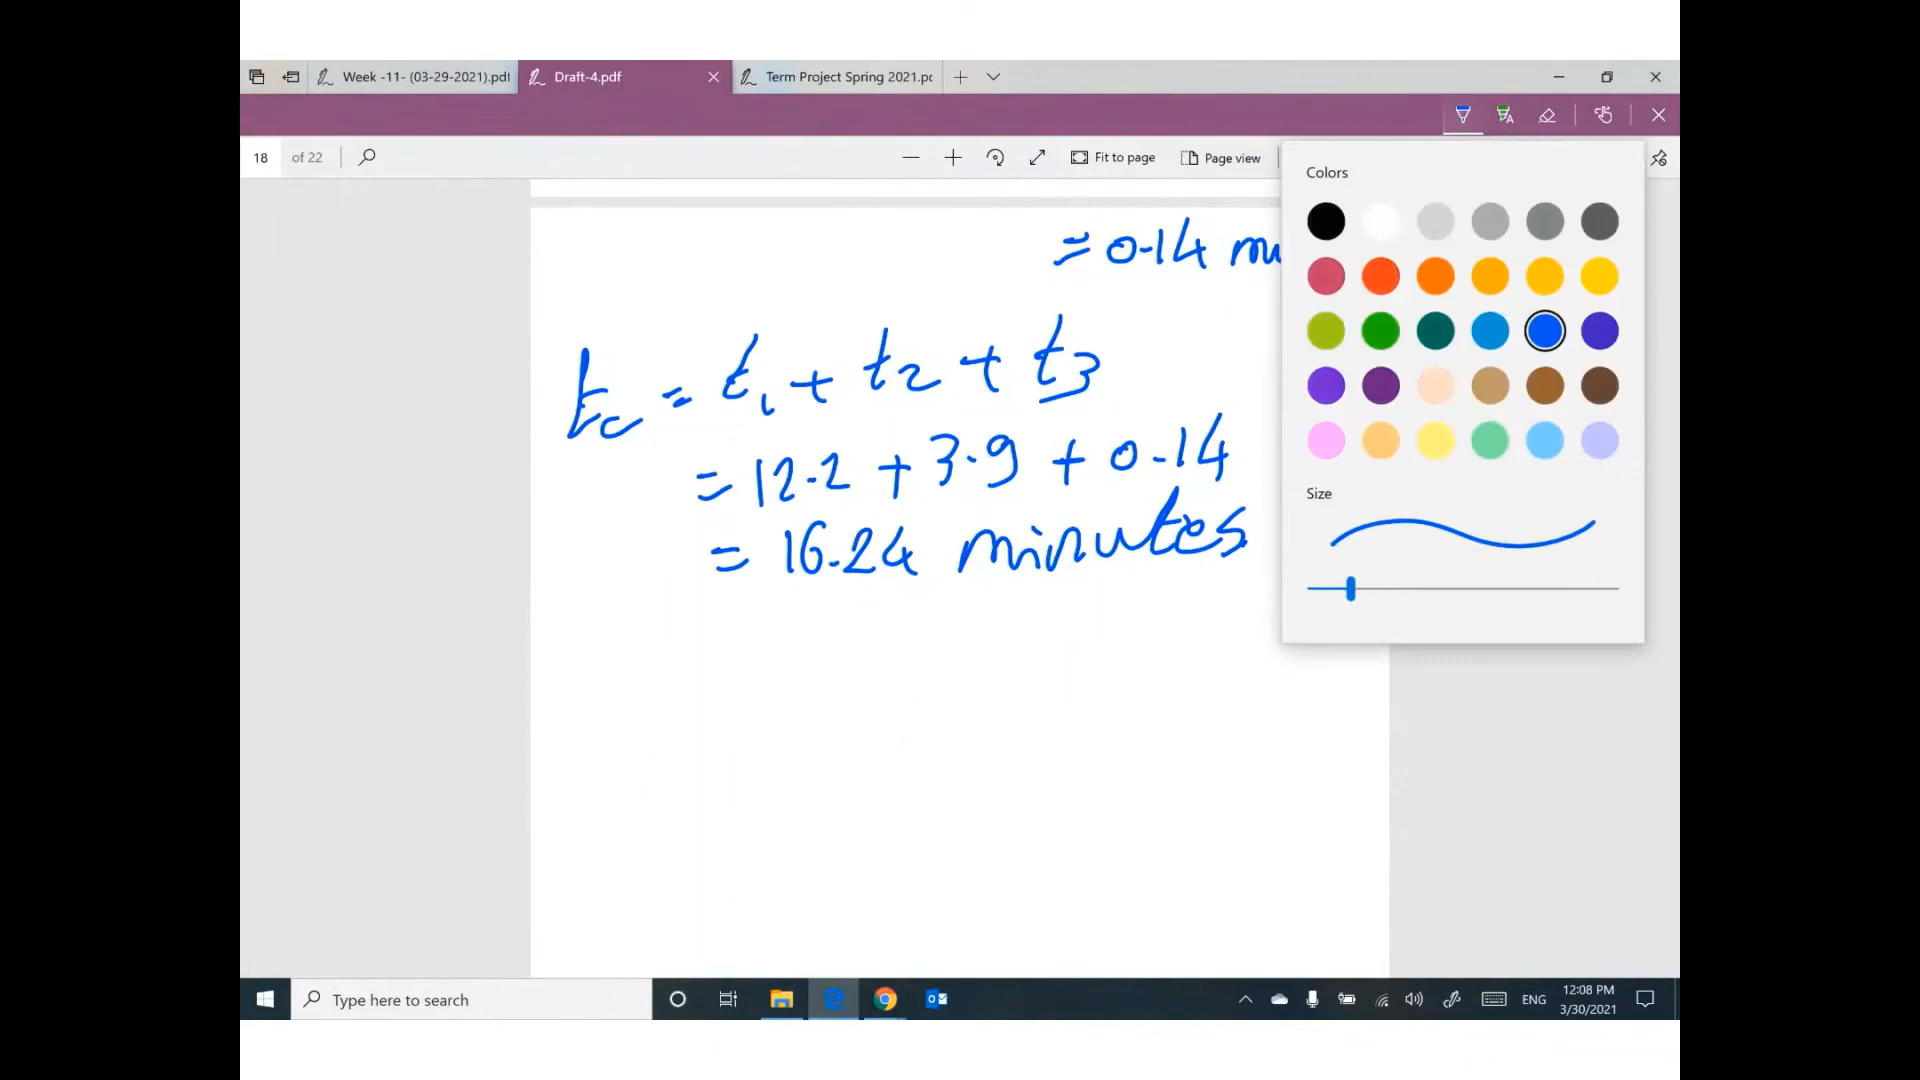 Week -11- (03-29-2021).pdf
Draft-4.pdf
Term Project Spring 2021.pc
18 of 22
Fit to page
Page view
Colors
Size
= 0.14
tc = t1 + t2 + t3
= 12.2 + 3.9 + 0.14
= 16.24 minutes
Type here to search
ENG
12:08 PM
3/30/2021